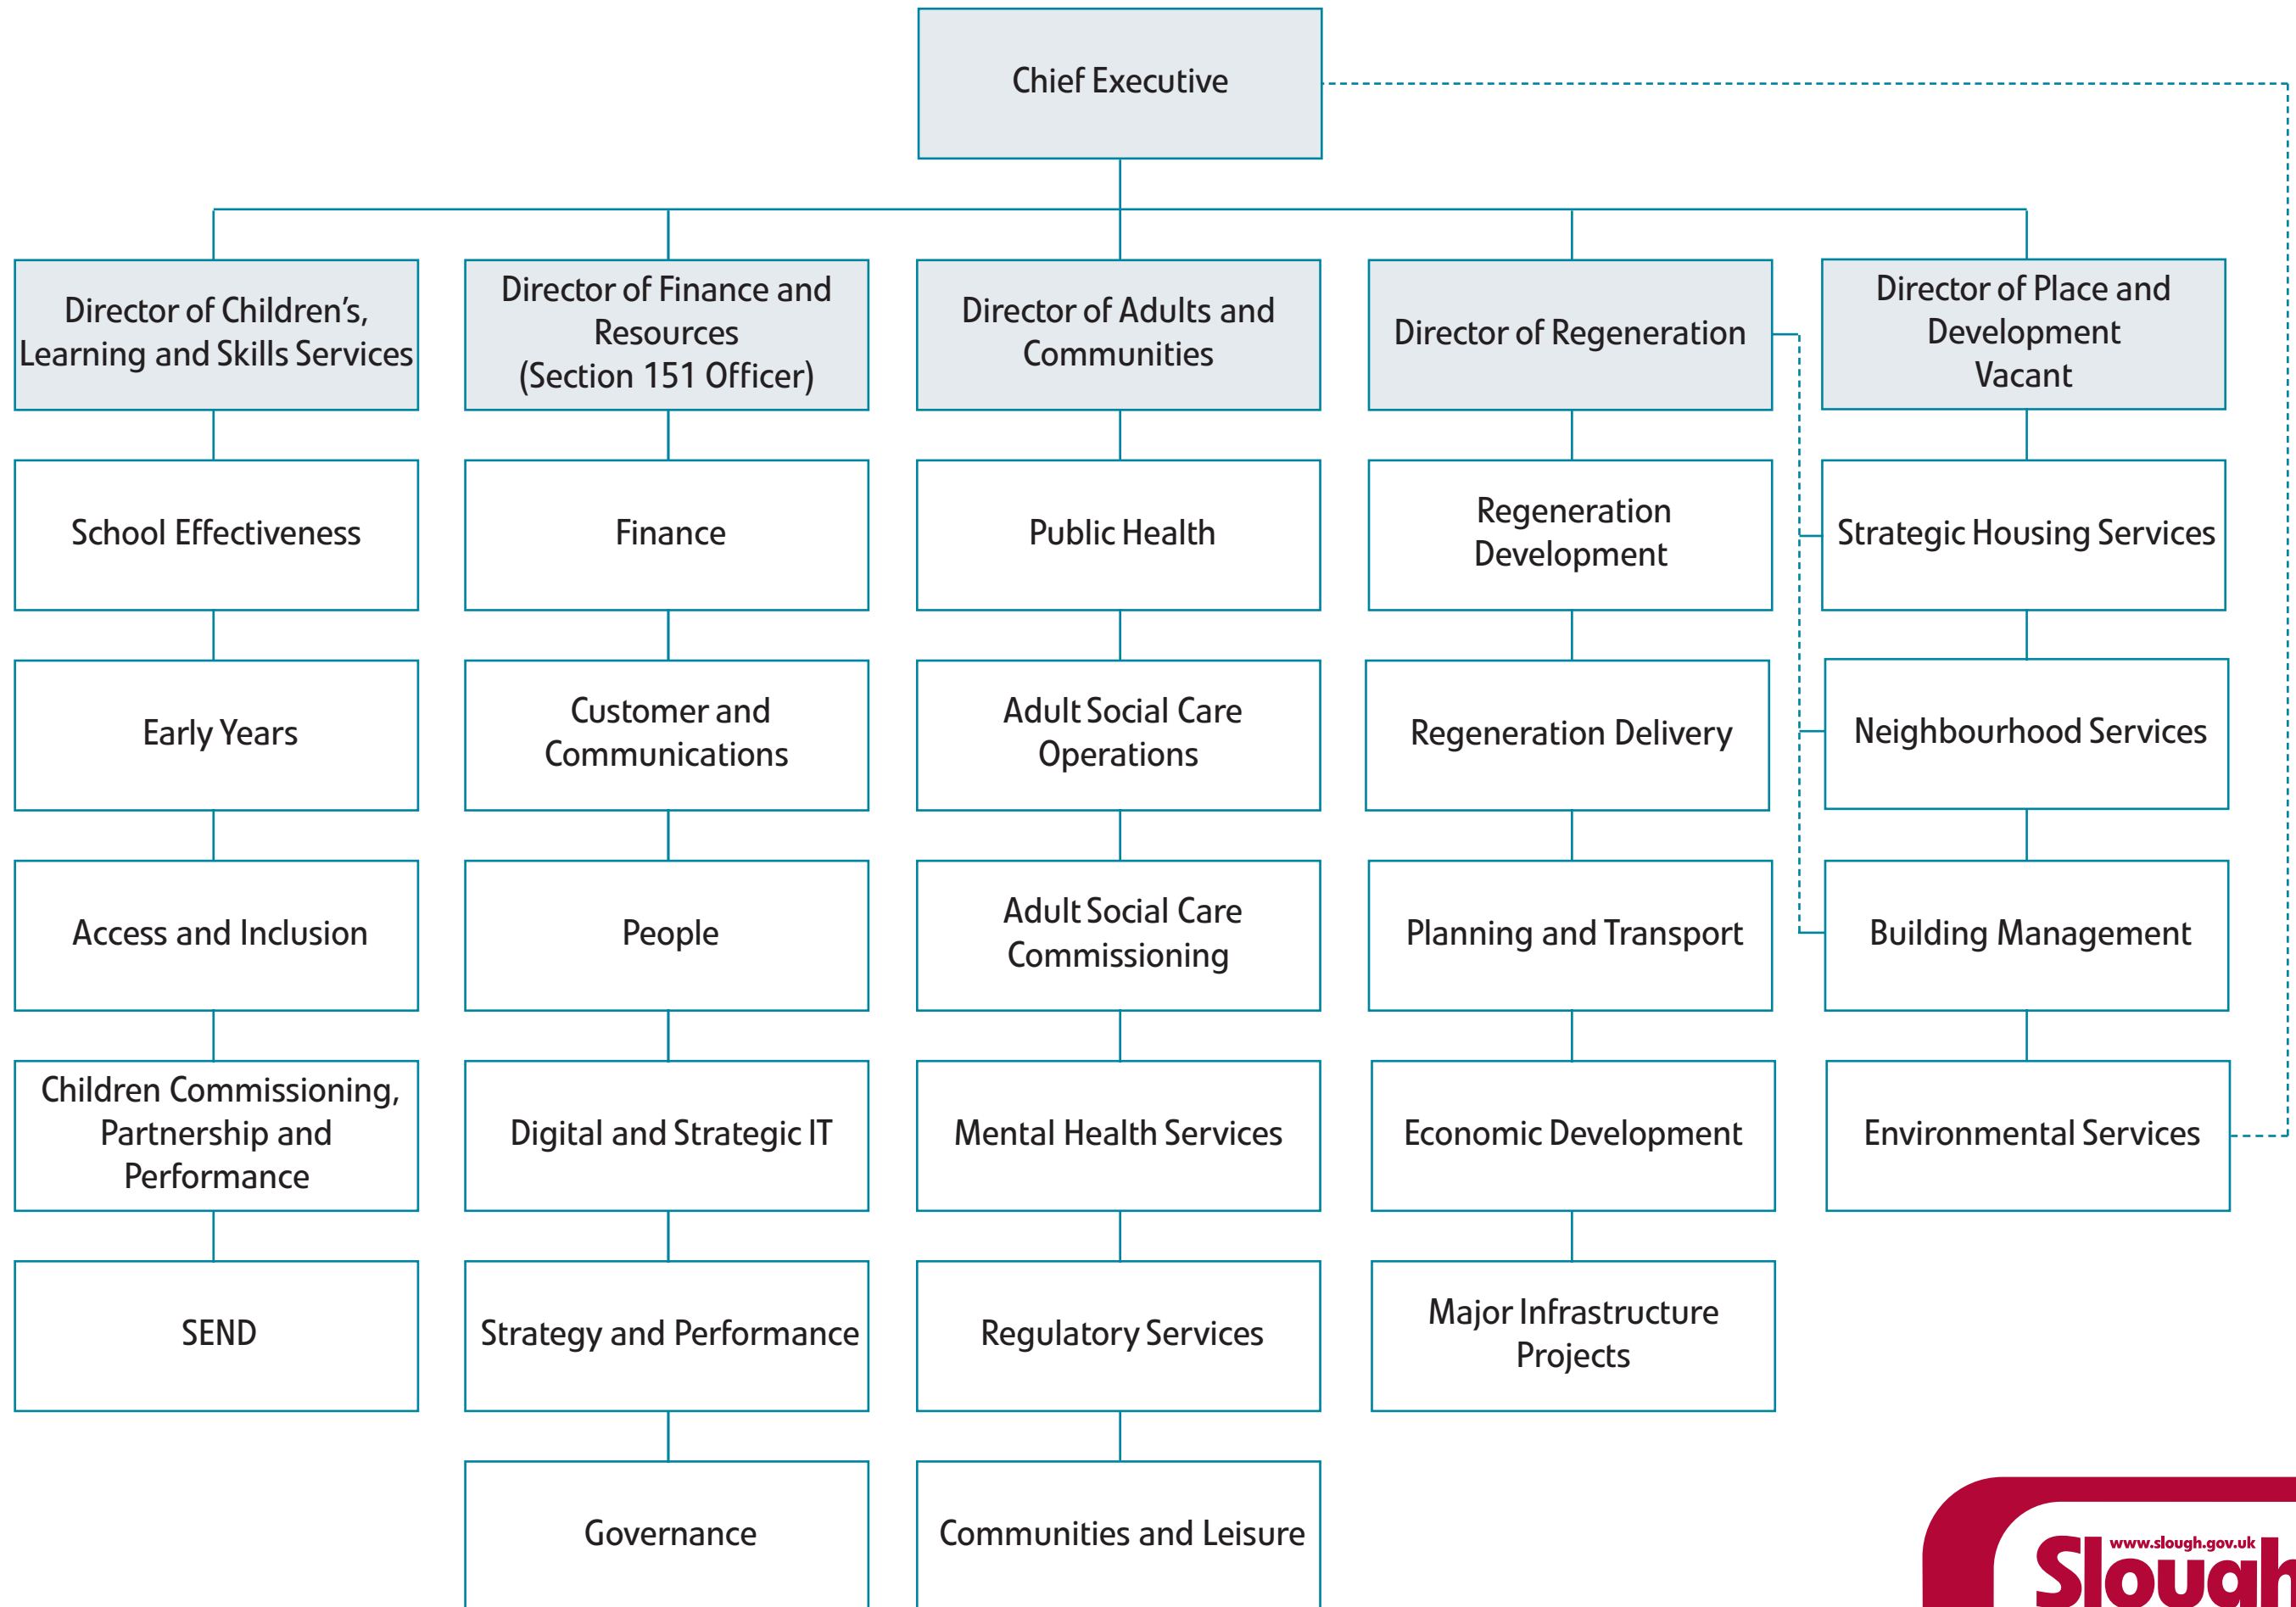 Chief Executive
Director of Children’s,
Learning and Skills Services
School Effectiveness
Early Years
Access and Inclusion
Children Commissioning,
Partnership and
Performance
SEND
Director of Finance and
Resources
(Section 151 Officer)
Finance
Customer and
Communications
People
Digital and Strategic IT
Strategy and Performance
Governance
Director of Adults and
Communities
Public Health
Adult Social Care
Operations
Adult Social Care
Commissioning
Mental Health Services
Regulatory Services
Communities and Leisure
Director of Regeneration
Regeneration
Development
Regeneration Delivery
Planning and Transport
Economic Development
Major Infrastructure
Projects
Director of Place and
Development
Vacant
Strategic Housing Services
Neighbourhood Services
Building Management
Environmental Services
www.slough.gov.uk
Slough